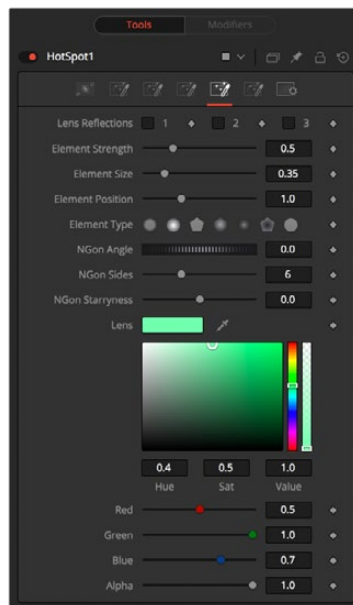 Tools Modifiers
HotSpot1
Lens Reflections 1 2 3
Element Strength 0.5
Element Size 0.35
Element Position 1.0
Element Type
NGon Angle 0.0
NGon Sides 6
NGon Starryness 0.0
Lens
0.4 0.5 1.0
Hue Sat Value
Red 0.5
Green 1.0
Blue 0.7
Alpha 1.0